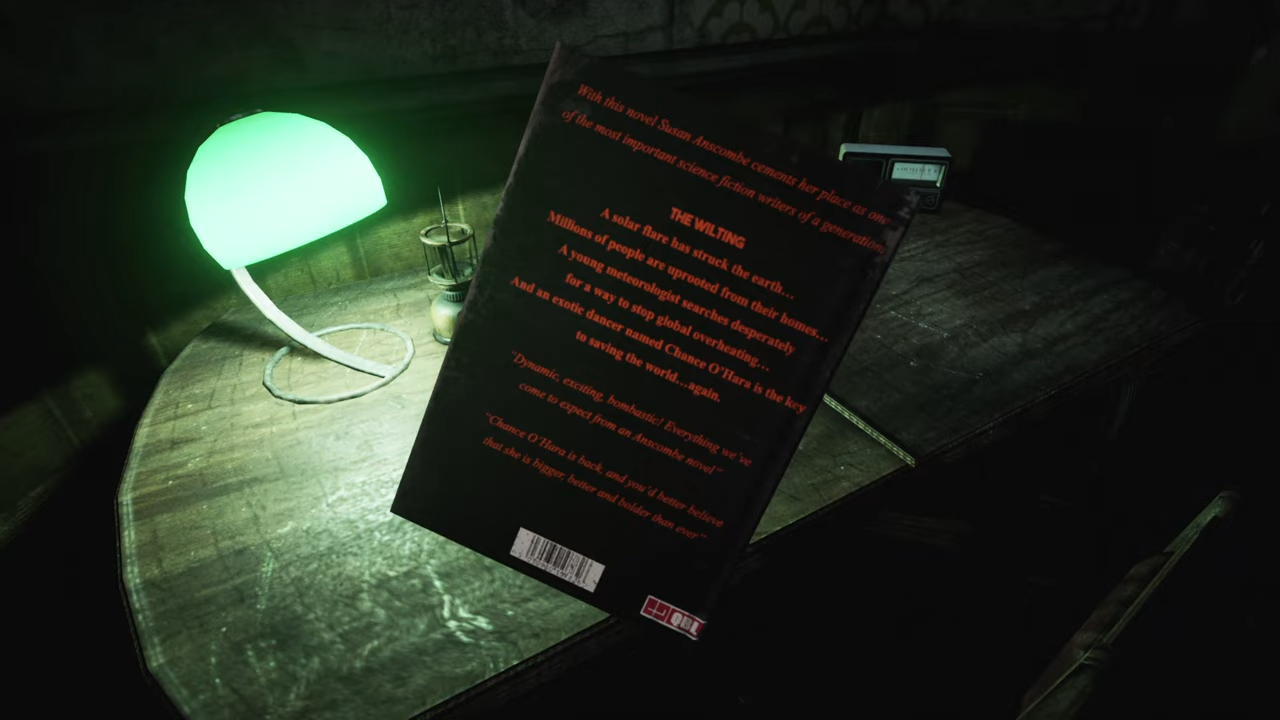 With this novel Susan Anscombe cements her place as one
of the most important science fiction writers of a generation.
THE WILTING
A solar flare has struck the earth...
Millions of people are uprooted from their homes...
A young meteorologist searches desperately
for a way to stop global overheating...
And an exotic dancer named Chance O'Hara is the key
to saving the world...again.
"Dynamic, exciting, bombastic! Everything we've
come to expect from an Anscombe novel"
"Chance O'Hara is back, and you'd better believe
that she is bigger, better and bolder than ever"
QBL